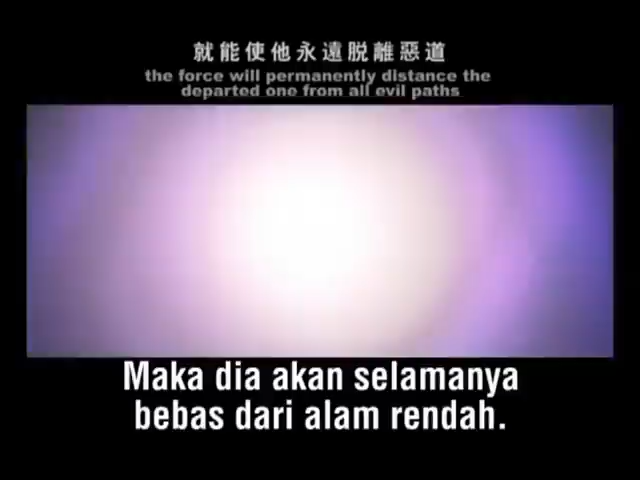 就能使他永遠脱離惡道
the force will permanently distance the
departed one from all evil paths
Maka dia akan selamanya
bebas dari alam rendah.